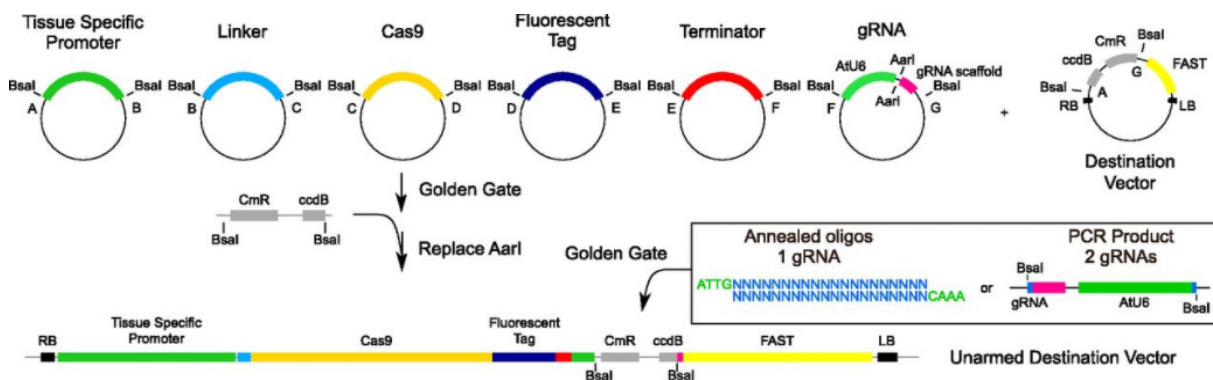 Tissue Specific
Promoter
Linker
Cas9
Fluorescent
Tag
Terminator
gRNA
BsaI
BsaI
A
B
BsaI
BsaI
B
C
BsaI
BsaI
C
D
BsaI
BsaI
D
E
BsaI
BsaI
E
F
BsaI
AtU6
AarI
gRNA scaffold
AarI
BsaI
F
G
+
BsaI
CmR
ccdB
G
FAST
BsaI
A
RB
LB
Destination
Vector
Golden Gate
CmR
ccdB
BsaI
BsaI
Replace AarI
Golden Gate
Annealed oligos
1 gRNA
ATTGNNNNNNNNNNNNNNNNNNNN
NNNNNNNNNNNNNNNNNNNNCAAA
or
PCR Product
2 gRNAs
BsaI
gRNA
AtU6
BsaI
RB
Tissue Specific
Promoter
Cas9
Fluorescent
Tag
CmR
ccdB
FAST
LB
BsaI
BsaI
Unarmed Destination Vector